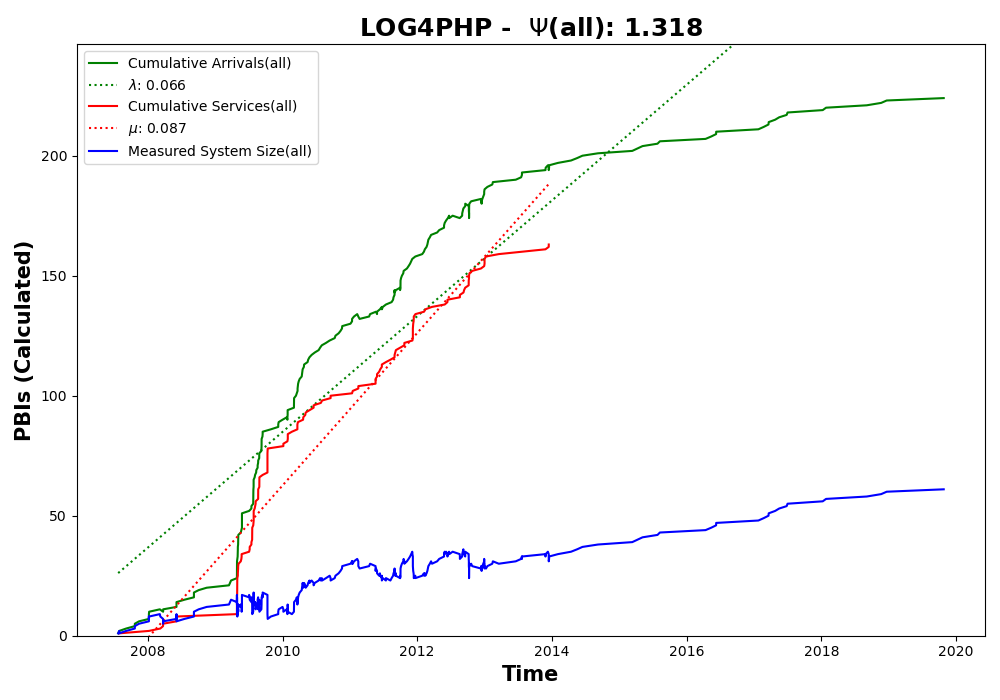 LOG4PHP - Ψ(all): 1.318
Cumulative Arrivals(all)
λ: 0.066
Cumulative Services(all)
μ: 0.087
Measured System Size(all)
PBIs (Calculated)
200
150
100
50
0
2008 2010 2012 2014 2016 2018 2020
Time